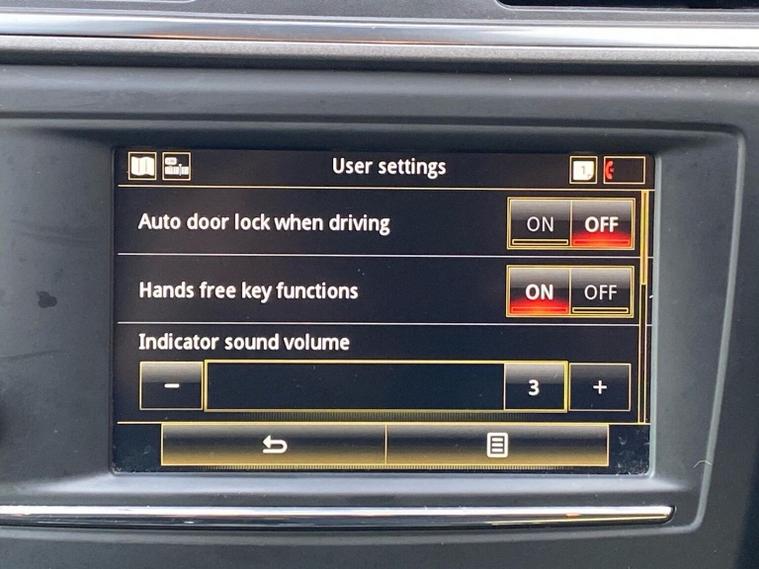 User settings
Auto door lock when driving
ON OFF
Hands free key functions
ON OFF
Indicator sound volume
− 3 +